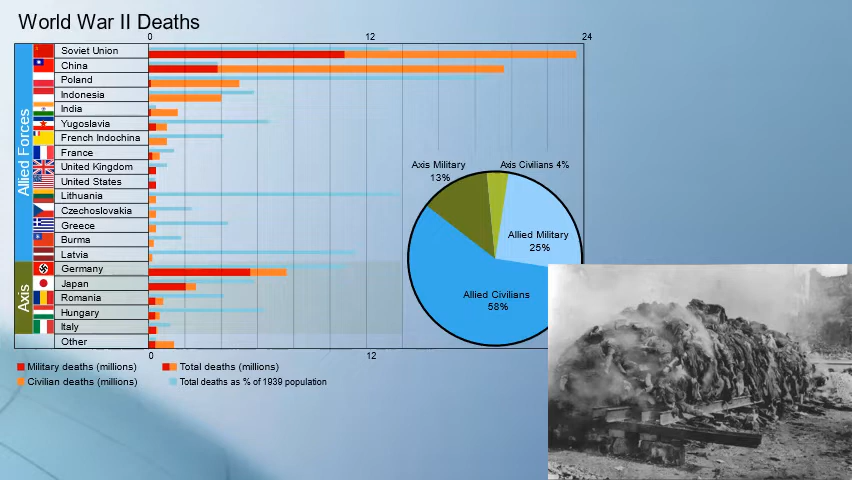 World War II Deaths
0 12 24
Allied Forces
Soviet Union
China
Poland
Indonesia
India
Yugoslavia
French Indochina
France
United Kingdom
United States
Lithuania
Czechoslovakia
Greece
Burma
Latvia
Axis
Germany
Japan
Romania
Hungary
Italy
Other
0 12
Axis Military
13%
Axis Civilians 4%
Allied Military
25%
Allied Civilians
58%
Military deaths (millions)
Total deaths (millions)
Civilian deaths (millions)
Total deaths as % of 1939 population